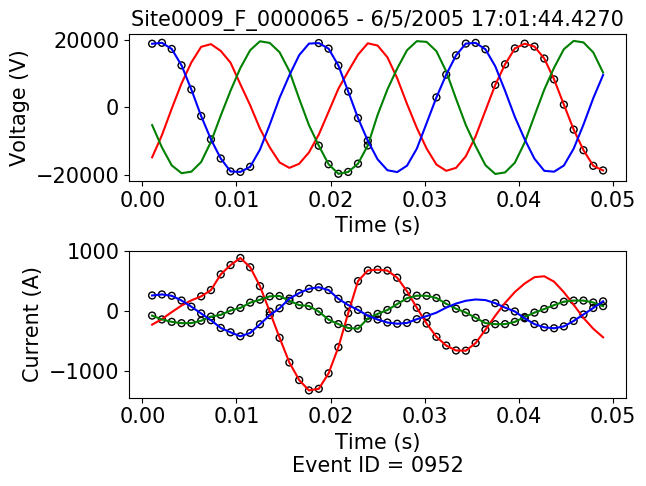 Site0009_F_0000065 - 6/5/2005 17:01:44.4270
20000
0
−20000
Voltage (V)
0.00 0.01 0.02 0.03 0.04 0.05
Time (s)
1000
0
−1000
Current (A)
0.00 0.01 0.02 0.03 0.04 0.05
Time (s)
Event ID = 0952